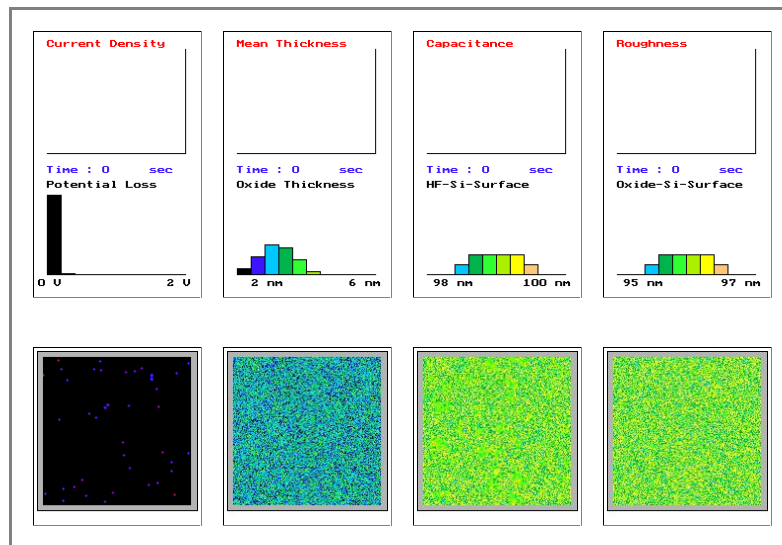 Current Density
Time : 0 sec
Potential Loss
0 V 2 V
Mean Thickness
Time : 0 sec
Oxide Thickness
2 nm 6 nm
Capacitance
Time : 0 sec
HF-Si-Surface
98 nm 100 nm
Roughness
Time : 0 sec
Oxide-Si-Surface
95 nm 97 nm